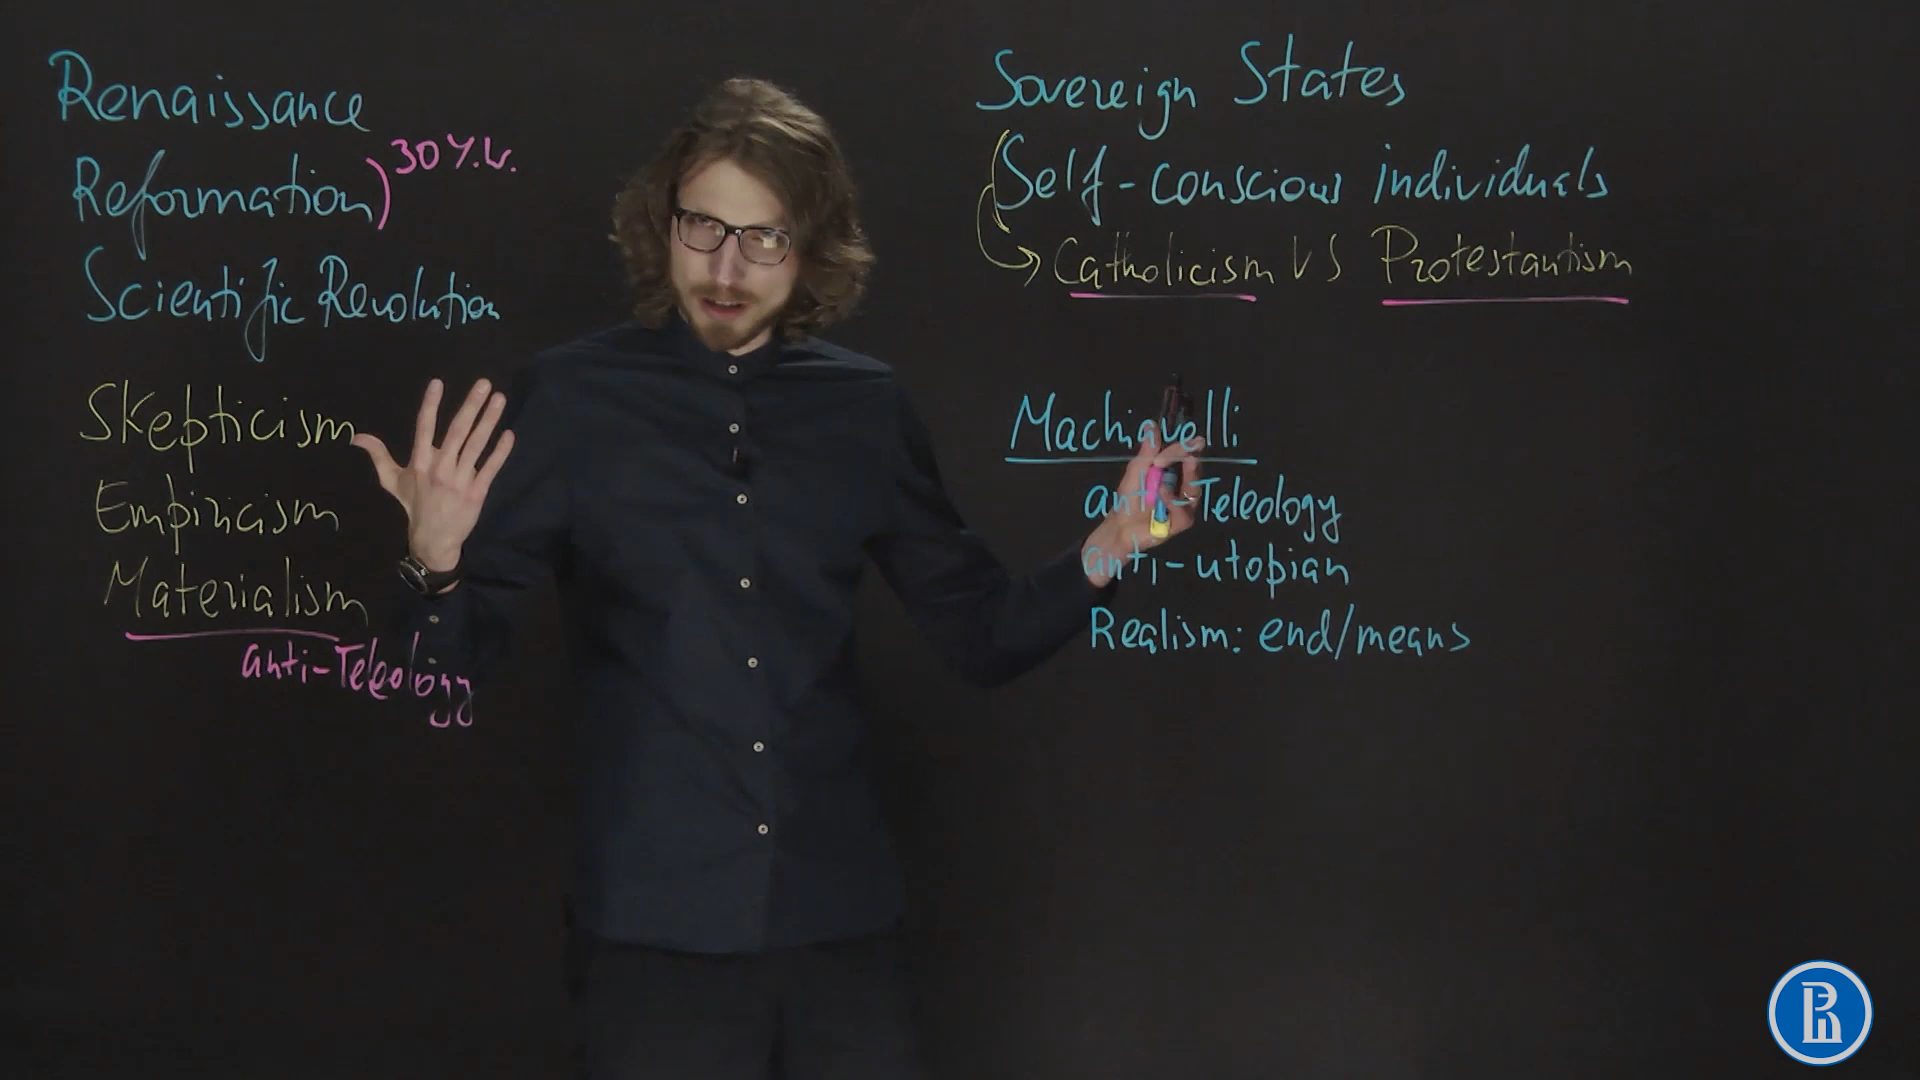 Renaissance
Reformation) 30 Y.W.
Scientific Revolution
Skepticism
Empiricism
Materialism
anti-Teleology
Sovereign States
Self-conscious individuals
Catholicism VS Protestantism
Machiavelli:
anti-Teleology
anti-utopian
Realism: end/means